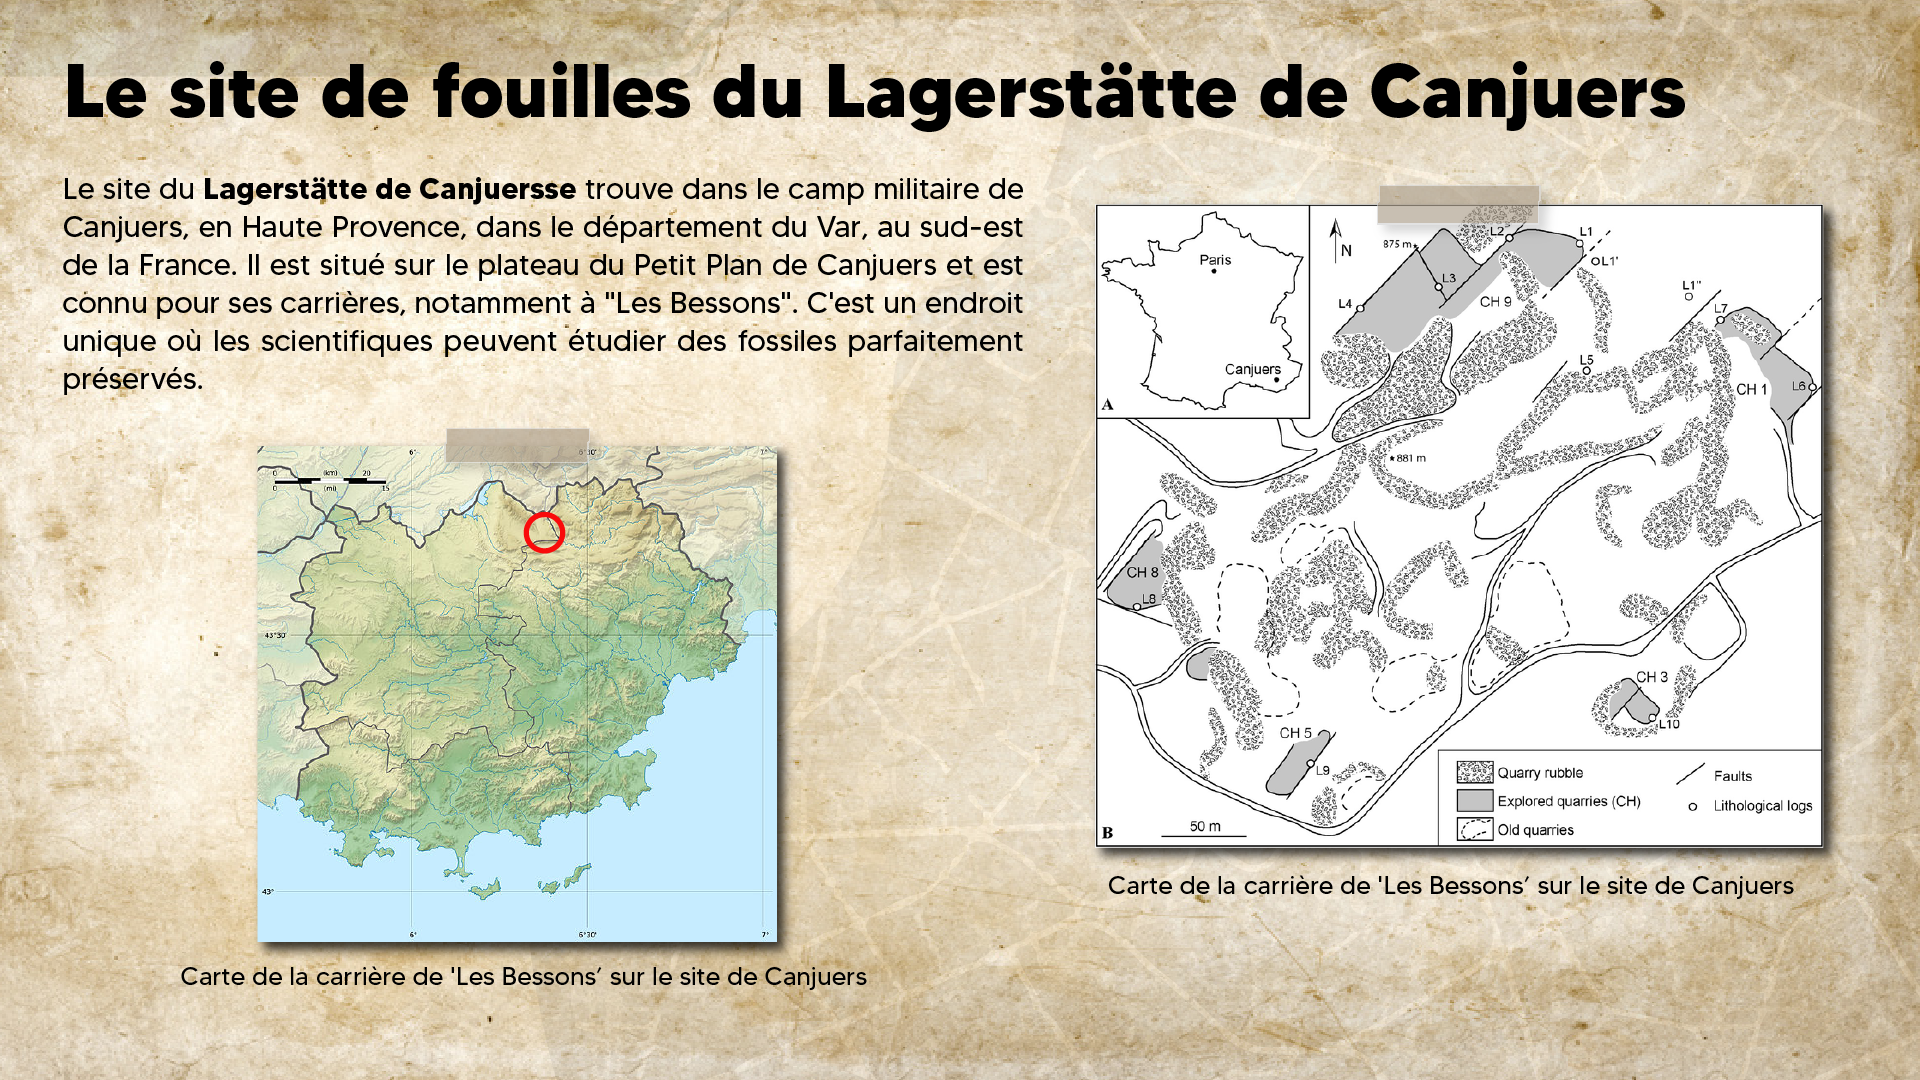 Le site de fouilles du Lagerstätte de Canjuers
Le site du Lagerstätte de Canjuersse trouve dans le camp militaire de
Canjuers, en Haute Provence, dans le département du Var, au sud-est
de la France. Il est situé sur le plateau du Petit Plan de Canjuers et est
connu pour ses carrières, notamment à "Les Bessons". C'est un endroit
unique où les scientifiques peuvent étudier des fossiles parfaitement
préservés.
6°
6°30'
7°
0 (km) 20
0 (mi) 15
43°30'
43°
6°
6°30'
7°
Carte de la carrière de 'Les Bessons’ sur le site de Canjuers
Paris
Canjuers
A
N
875 m
L2
L1
L1'
L3
L4
CH 9
L1"
L7
L5
CH 1
L6
881 m
CH 8
L8
CH 3
L10
CH 5
L9
Quarry rubble
Explored quarries (CH)
Old quarries
Faults
Lithological logs
B
50 m
Carte de la carrière de 'Les Bessons’ sur le site de Canjuers